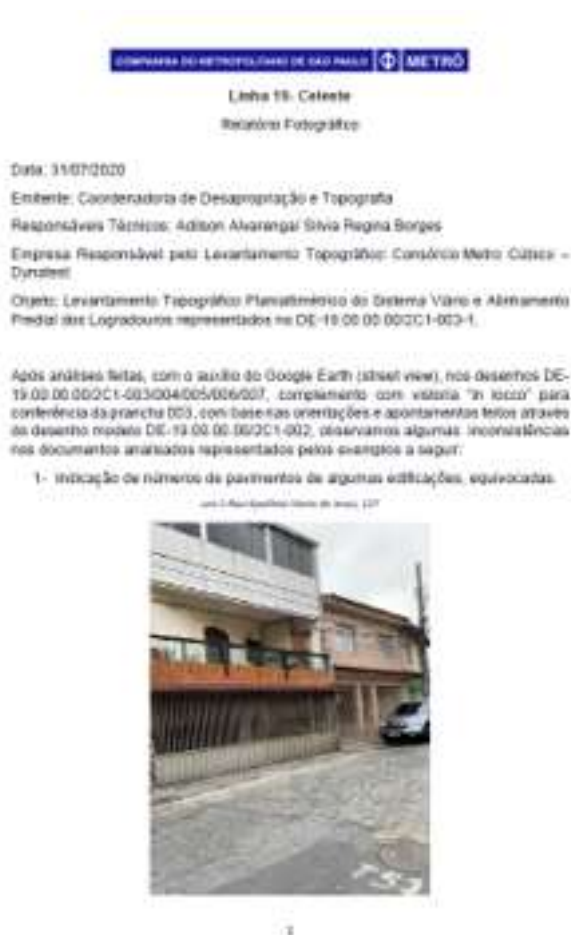 COMPANHIA DO METROPOLITANO DE SÃO PAULO METRÔ
Linha 19- Celeste
Relatório Fotográfico
Data: 31/07/2020
Emitente: Coordenadoria de Desapropriação e Topografia
Responsáveis Técnicos: Adilson Alvarenga/ Silvia Regina Borges
Empresa Responsável pelo Levantamento Topográfico: Consórcio Metro Cúbico –
Dynatest
Objeto: Levantamento Topográfico Planialtimétrico do Sistema Viário e Alinhamento
Predial dos Logradouros representados no DE-19.00.00.00/2C1-003-1.
Após análises feitas, com o auxílio do Google Earth (street view), nos desenhos DE-
19.00.00.00/2C1-003/004/005/006/007, complemento com vistoria "in locco" para
conferência da prancha 003, com base nas orientações e apontamentos feitos através
do desenho modelo DE-19.00.00.00/2C1-002, observamos algumas inconsistências
nos documentos analisados representados pelos exemplos a seguir:
1- Indicação de números de pavimentos de algumas edificações, equivocadas.
1